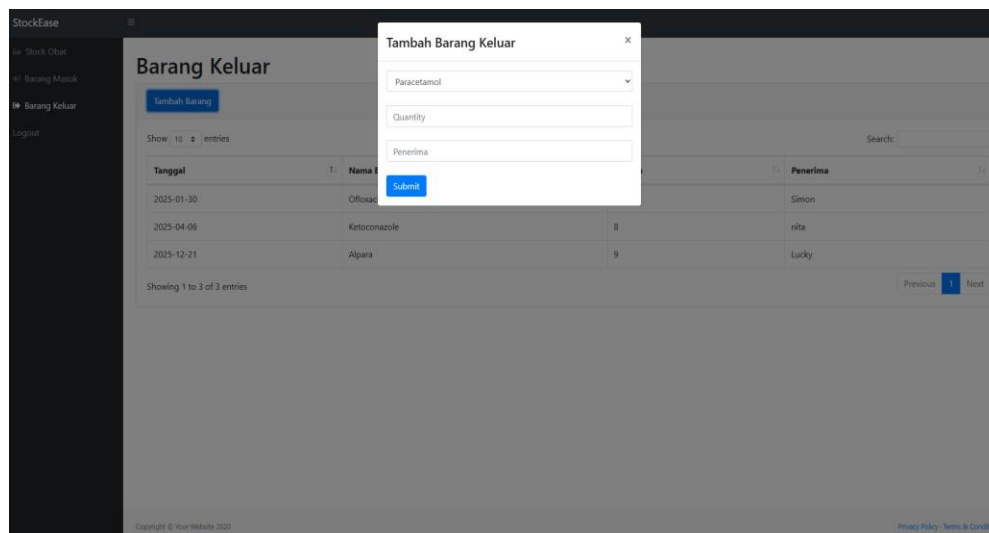 StockEase
Stock Obat
Barang Masuk
Barang Keluar
Logout
Barang Keluar
Tambah Barang
Show 10 entries
Search:
Tanggal Nama Penerima
2025-01-30 Simon
2025-04-06 Ketoconazole 8 nita
2025-12-21 Alpara 9 Lucky
Showing 1 to 3 of 3 entries
Previous 1 Next
Tambah Barang Keluar ×
Paracetamol
Quantity
Penerima
Submit
Copyright © Your Website 2020
Privacy Policy · Terms &